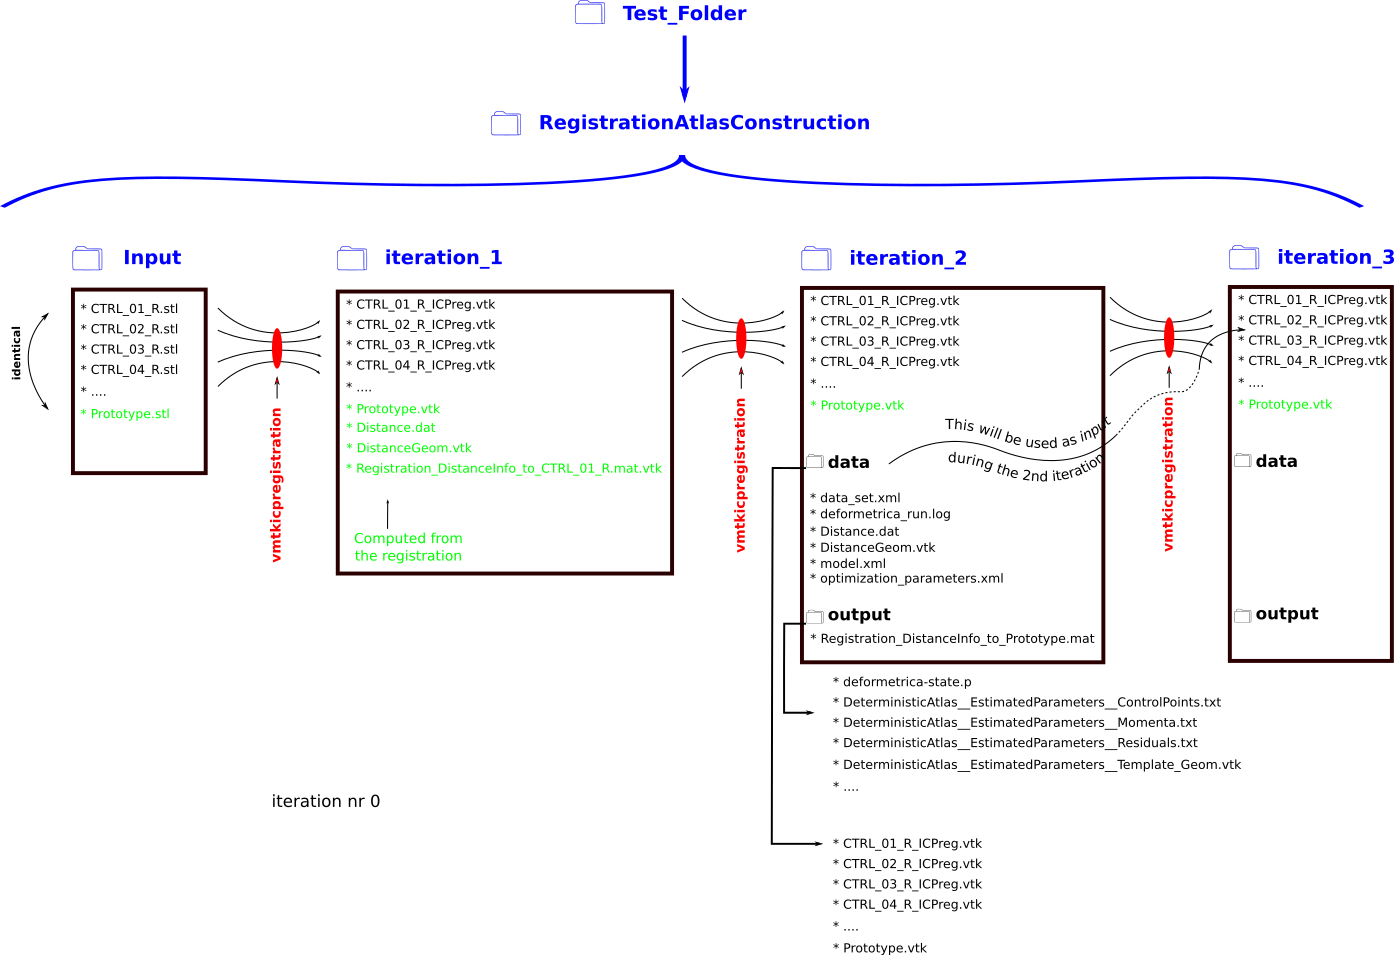 Test_Folder
RegistrationAtlasConstruction
Input
identical
* CTRL_01_R.stl
* CTRL_02_R.stl
* CTRL_03_R.stl
* CTRL_04_R.stl
* ....
* Prototype.stl
vmtkicpregistration
iteration_1
* CTRL_01_R_ICPreg.vtk
* CTRL_02_R_ICPreg.vtk
* CTRL_03_R_ICPreg.vtk
* CTRL_04_R_ICPreg.vtk
* ....
* Prototype.vtk
* Distance.dat
* DistanceGeom.vtk
* Registration_DistanceInfo_to_CTRL_01_R.mat.vtk
Computed from
the registration
vmtkicpregistration
iteration_2
* CTRL_01_R_ICPreg.vtk
* CTRL_02_R_ICPreg.vtk
* CTRL_03_R_ICPreg.vtk
* CTRL_04_R_ICPreg.vtk
* ....
* Prototype.vtk
This will be used as input
during the 2nd iteration
data
* data_set.xml
* deformetrica_run.log
* Distance.dat
* DistanceGeom.vtk
* model.xml
* optimization_parameters.xml
output
* Registration_DistanceInfo_to_Prototype.mat
* deformetrica-state.p
* DeterministicAtlas__EstimatedParameters__ControlPoints.txt
* DeterministicAtlas__EstimatedParameters__Momenta.txt
* DeterministicAtlas__EstimatedParameters__Residuals.txt
* DeterministicAtlas__EstimatedParameters__Template_Geom.vtk
* ....
* CTRL_01_R_ICPreg.vtk
* CTRL_02_R_ICPreg.vtk
* CTRL_03_R_ICPreg.vtk
* CTRL_04_R_ICPreg.vtk
* ....
* Prototype.vtk
vmtkicpregistration
iteration_3
* CTRL_01_R_ICPreg.vtk
* CTRL_02_R_ICPreg.vtk
* CTRL_03_R_ICPreg.vtk
* CTRL_04_R_ICPreg.vtk
* ....
* Prototype.vtk
data
output
iteration nr 0